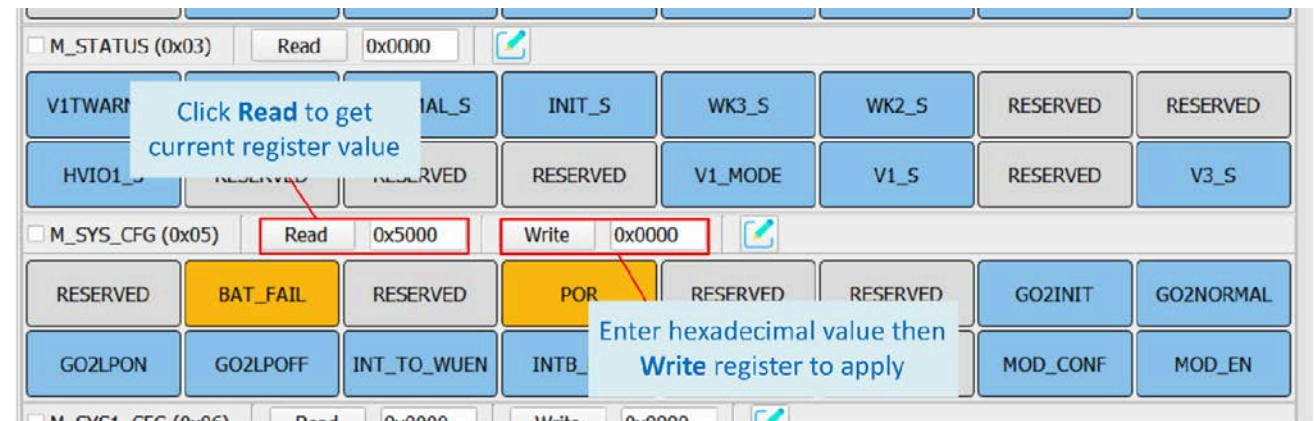 M_STATUS (0x03) Read 0x0000
V1TWARN INIT_S WK3_S WK2_S RESERVED RESERVED
Click Read to get
current register value
RESERVED V1_MODE V1_S RESERVED V3_S
M_SYS_CFG (0x05) Read 0x5000 Write 0x0000
RESERVED BAT_FAIL RESERVED POR RESERVED RESERVED GO2INIT GO2NORMAL
Enter hexadecimal value then
Write register to apply
GO2LPON GO2LPOFF INT_TO_WUEN INTB_ MOD_CONF MOD_EN